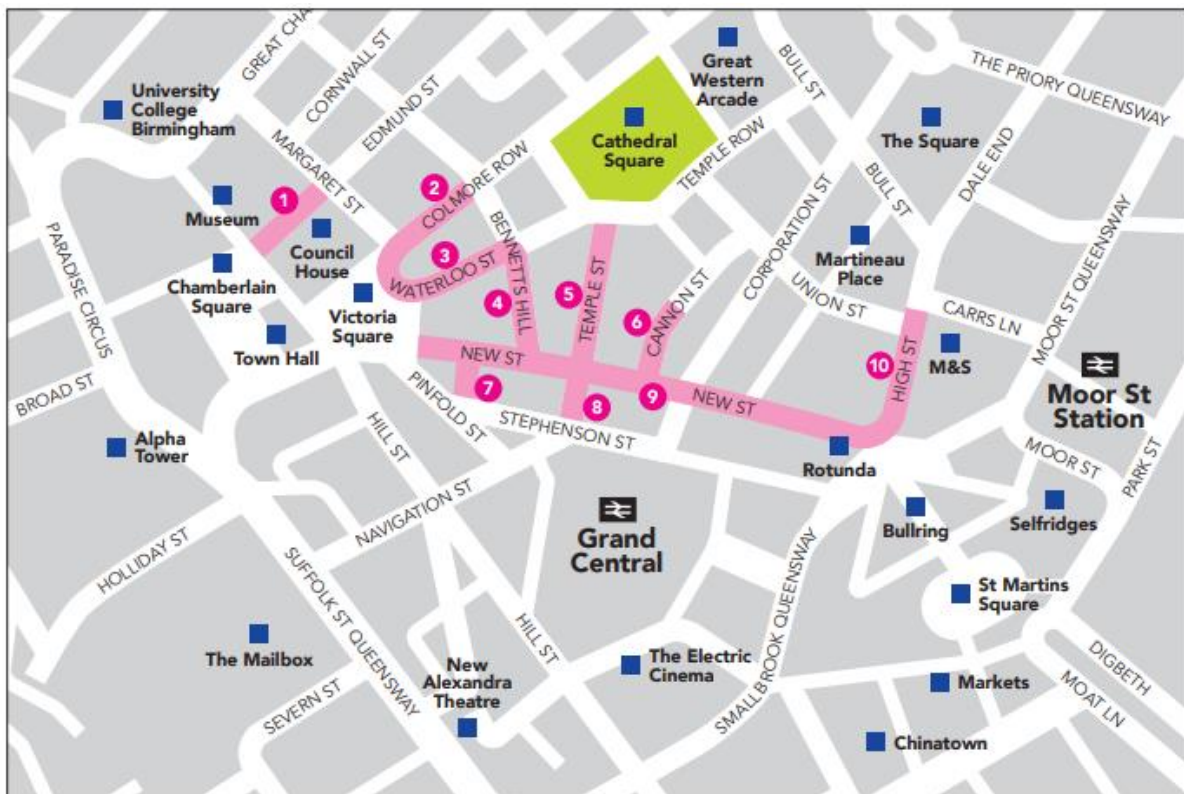 GREAT CHA
CORNWALL ST
EDMUND ST
MARGARET ST
University
College
Birmingham
Great
Western
Arcade
BULL ST
THE PRIORY QUEENSWAY
The Square
Cathedral
Square
TEMPLE ROW
DALE END
BULL ST
Museum
1
2
COLMORE ROW
Council
House
3
WATERLOO ST
BENNETTS HILL
CORPORATION ST
Martineau
Place
MOOR ST QUEENSWAY
PARADISE CIRCUS
Chamberlain
Square
Victoria
Square
Town Hall
4
5
TEMPLE ST
6
CANNON ST
UNION ST
CARRS LN
10
HIGH ST
M&S
Moor St
Station
NEW ST
7
8
9
NEW ST
BROAD ST
PINFOLD ST
STEPHENSON ST
HILL ST
Alpha
Tower
Rotunda
MOOR ST
PARK ST
NAVIGATION ST
Grand
Central
Bullring
Selfridges
HOLLIDAY ST
SUFFOLK ST QUEENSWAY
SMALLBROOK QUEENSWAY
St Martins
Square
HILL ST
The Mailbox
New
Alexandra
Theatre
The Electric
Cinema
SEVERN ST
Markets
DIGBETH
MOAT LN
Chinatown